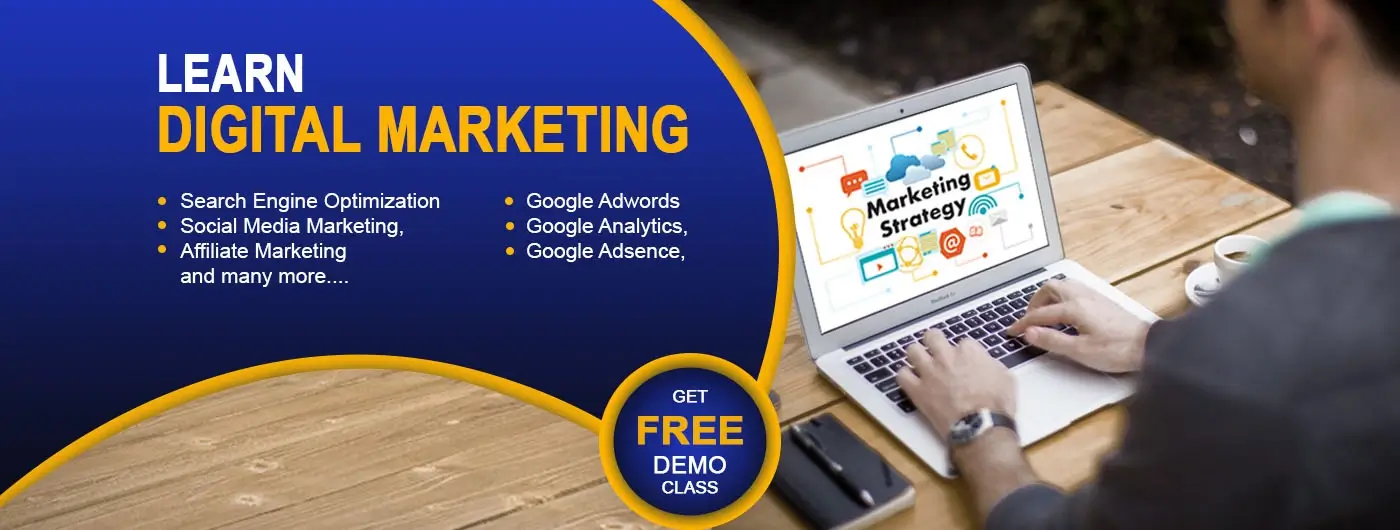 LEARN
DIGITAL MARKETING
Search Engine Optimization
Social Media Marketing,
Affiliate Marketing
and many more....
Google Adwords
Google Analytics,
Google Adsence,
Marketing
Strategy
@
GET
FREE
DEMO
CLASS